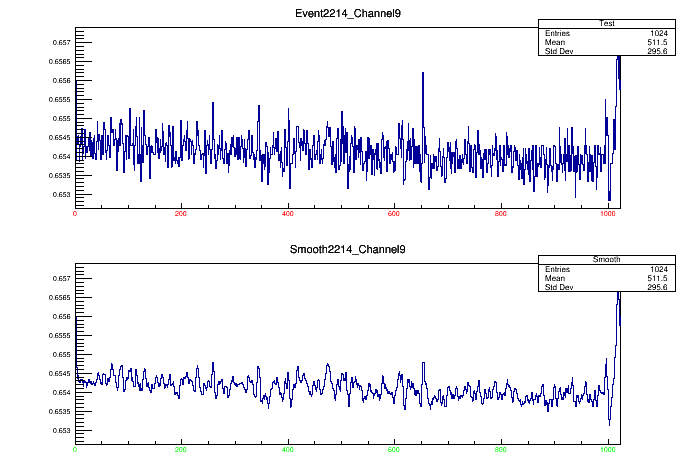 Event2214_Channel9
Test
Entries 1024
Mean 511.5
Std Dev 295.6
0.657
0.6565
0.656
0.6555
0.655
0.6545
0.654
0.6535
0.653
0 200 400 600 800 1000
Smooth2214_Channel9
Smooth
Entries 1024
Mean 511.5
Std Dev 295.6
0.657
0.6565
0.656
0.6555
0.655
0.6545
0.654
0.6535
0.653
0 200 400 600 800 1000